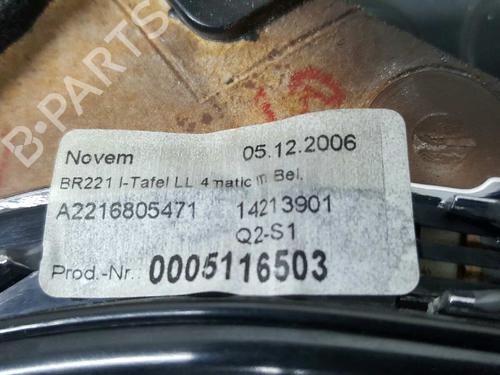 Novem 05.12.2006
BR221 I-Tafel LL 4matic m Bel.
A2216805471 14213901
Q2-S1
Prod.-Nr.: 0005116503
B-PARTS